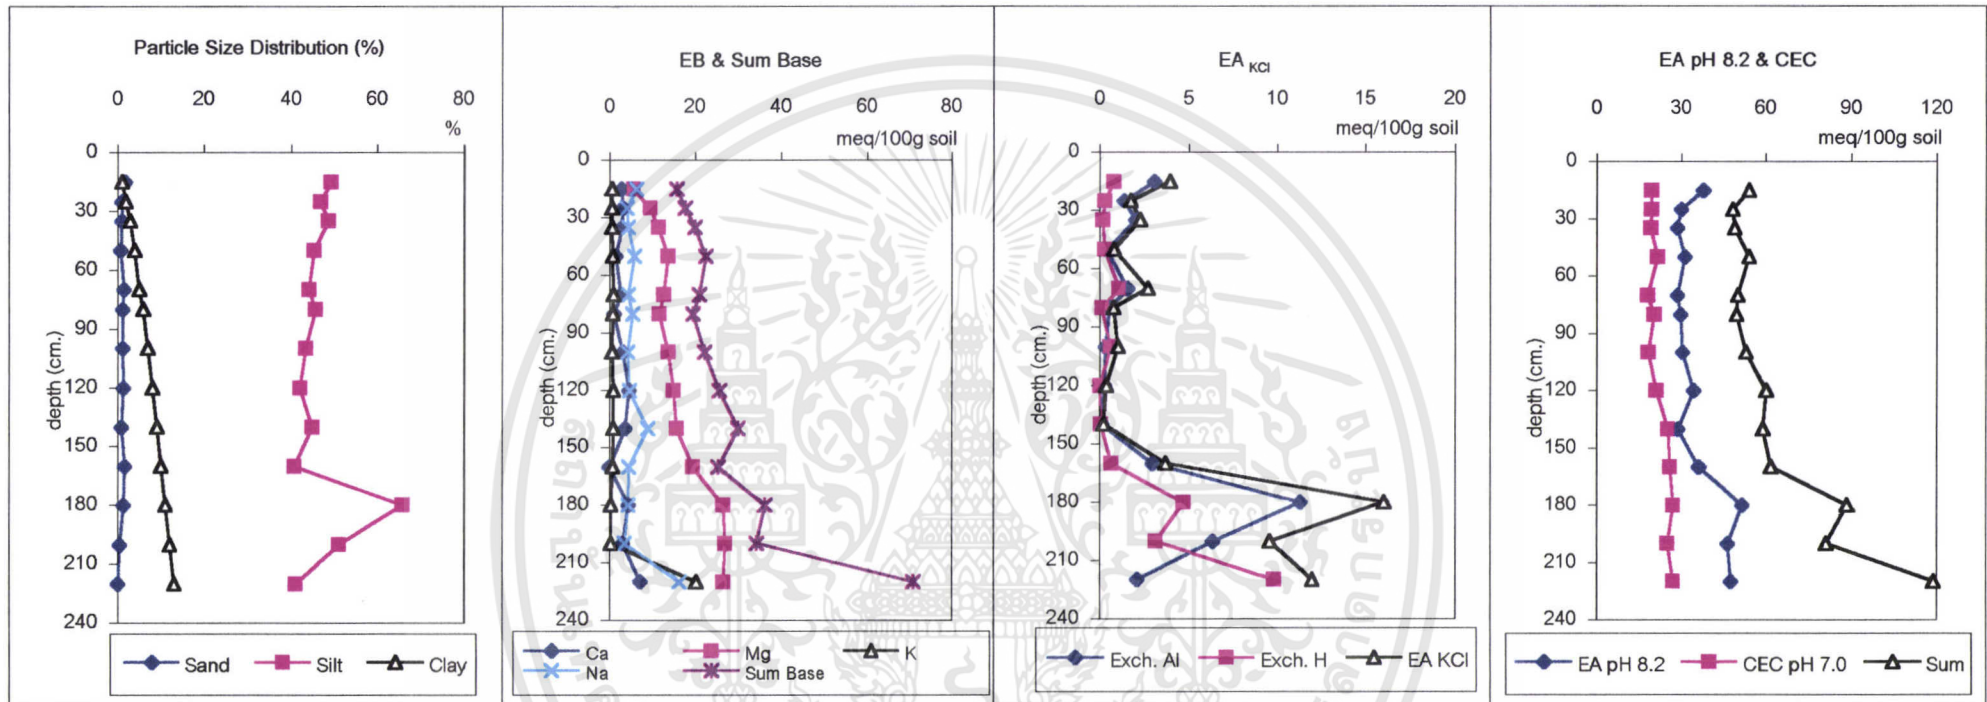 Particle Size Distribution (%)
0 20 40 60 80
%
0
30
60
90
120
150
180
210
240
depth (cm.)
Sand Silt Clay
EB & Sum Base
0 20 40 60 80
meq/100g soil
0
30
60
90
120
150
180
210
240
depth (cm.)
Ca Mg K
Na Sum Base
EA KCl
0 5 10 15 20
meq/100g soil
0
30
60
90
120
150
180
210
240
depth (cm.)
Exch. Al Exch. H EA KCl
EA pH 8.2 & CEC
0 30 60 90 120
meq/100g soil
0
30
60
90
120
150
180
210
240
depth (cm.)
EA pH 8.2 CEC pH 7.0 Sum